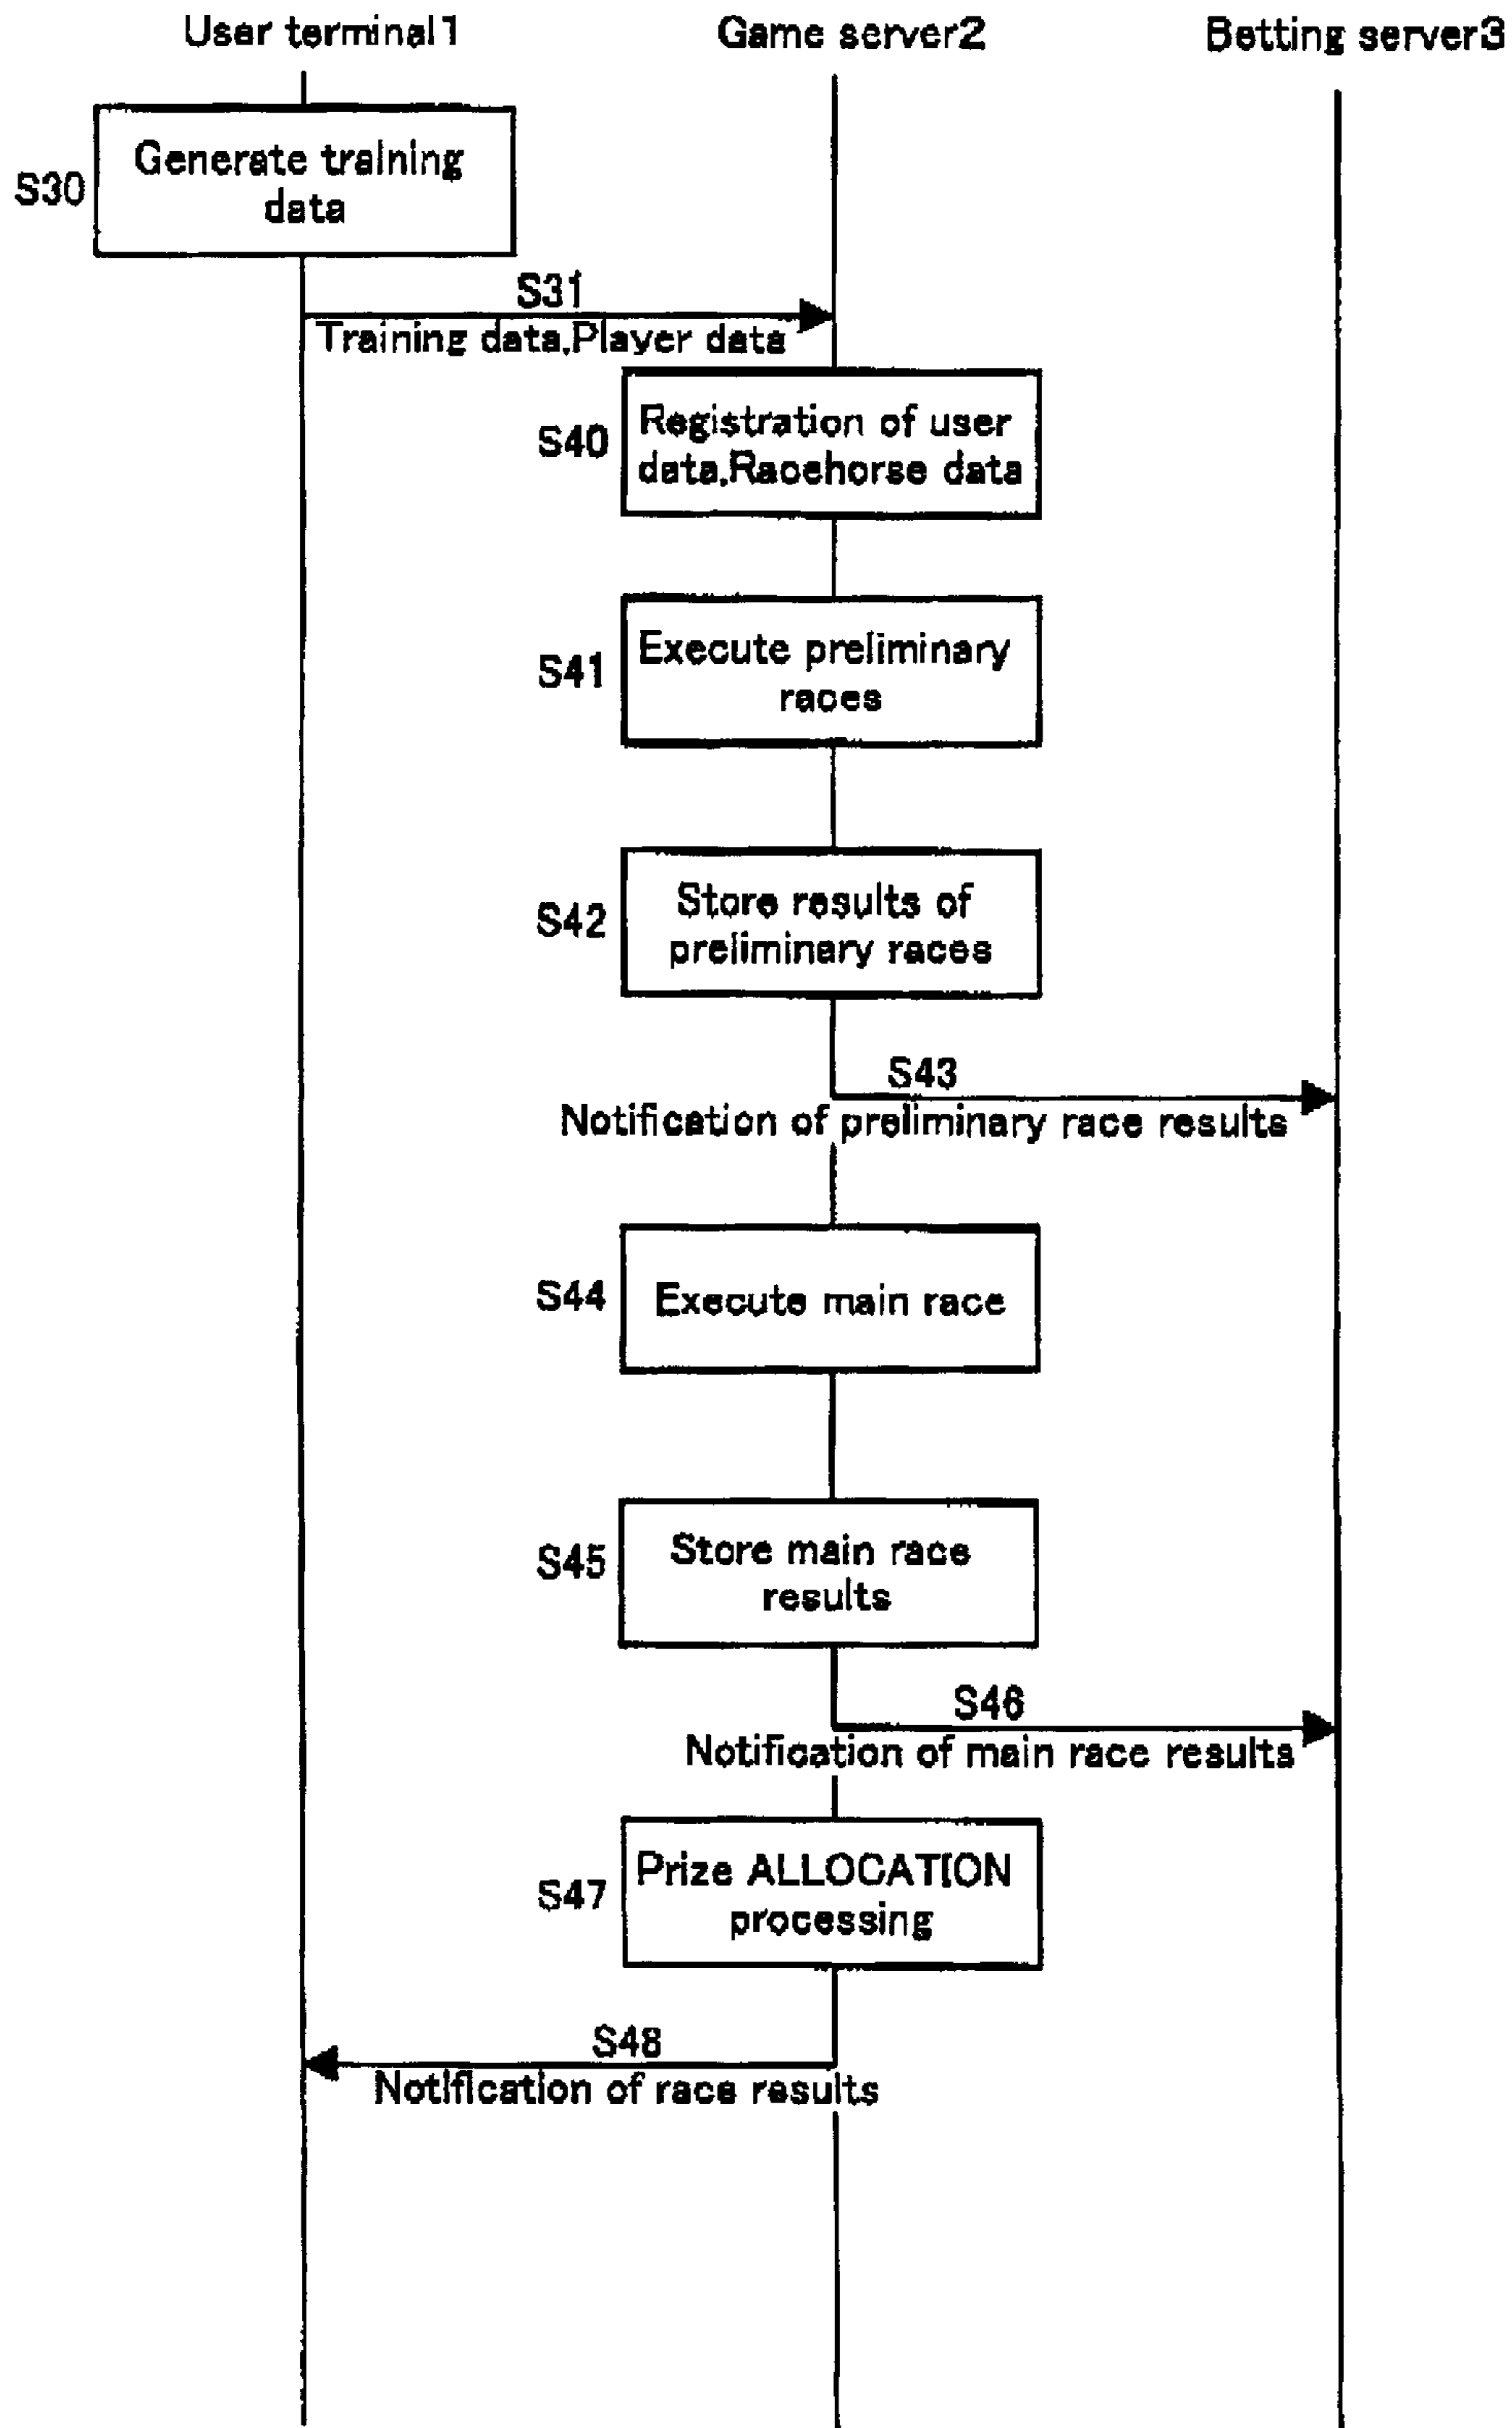 User terminal1
Game server2
Betting server3
Generate training
data
S30
S31
Training data,Player data
Registration of user
data,Racehorse data
S40
Execute preliminary
races
S41
Store results of
preliminary races
S42
S43
Notification of preliminary race results
S44
Execute main race
Store main race
results
S45
S46
Notification of main race results
Prize ALLOCATION
processing
S47
S48
Notification of race results